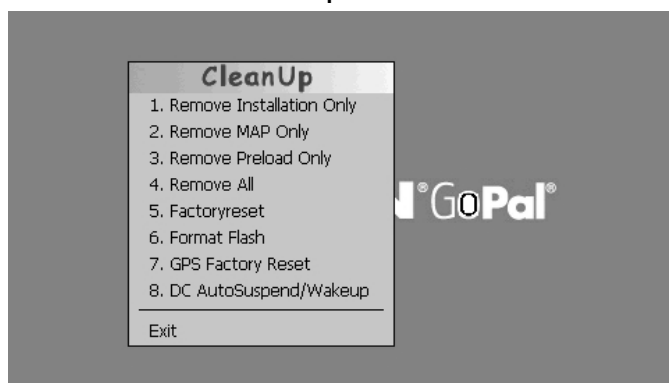 CleanUp
1. Remove Installation Only
2. Remove MAP Only
3. Remove Preload Only
4. Remove All
5. Factoryreset
6. Format Flash
7. GPS Factory Reset
8. DC AutoSuspend/Wakeup
Exit
N®GoPal®